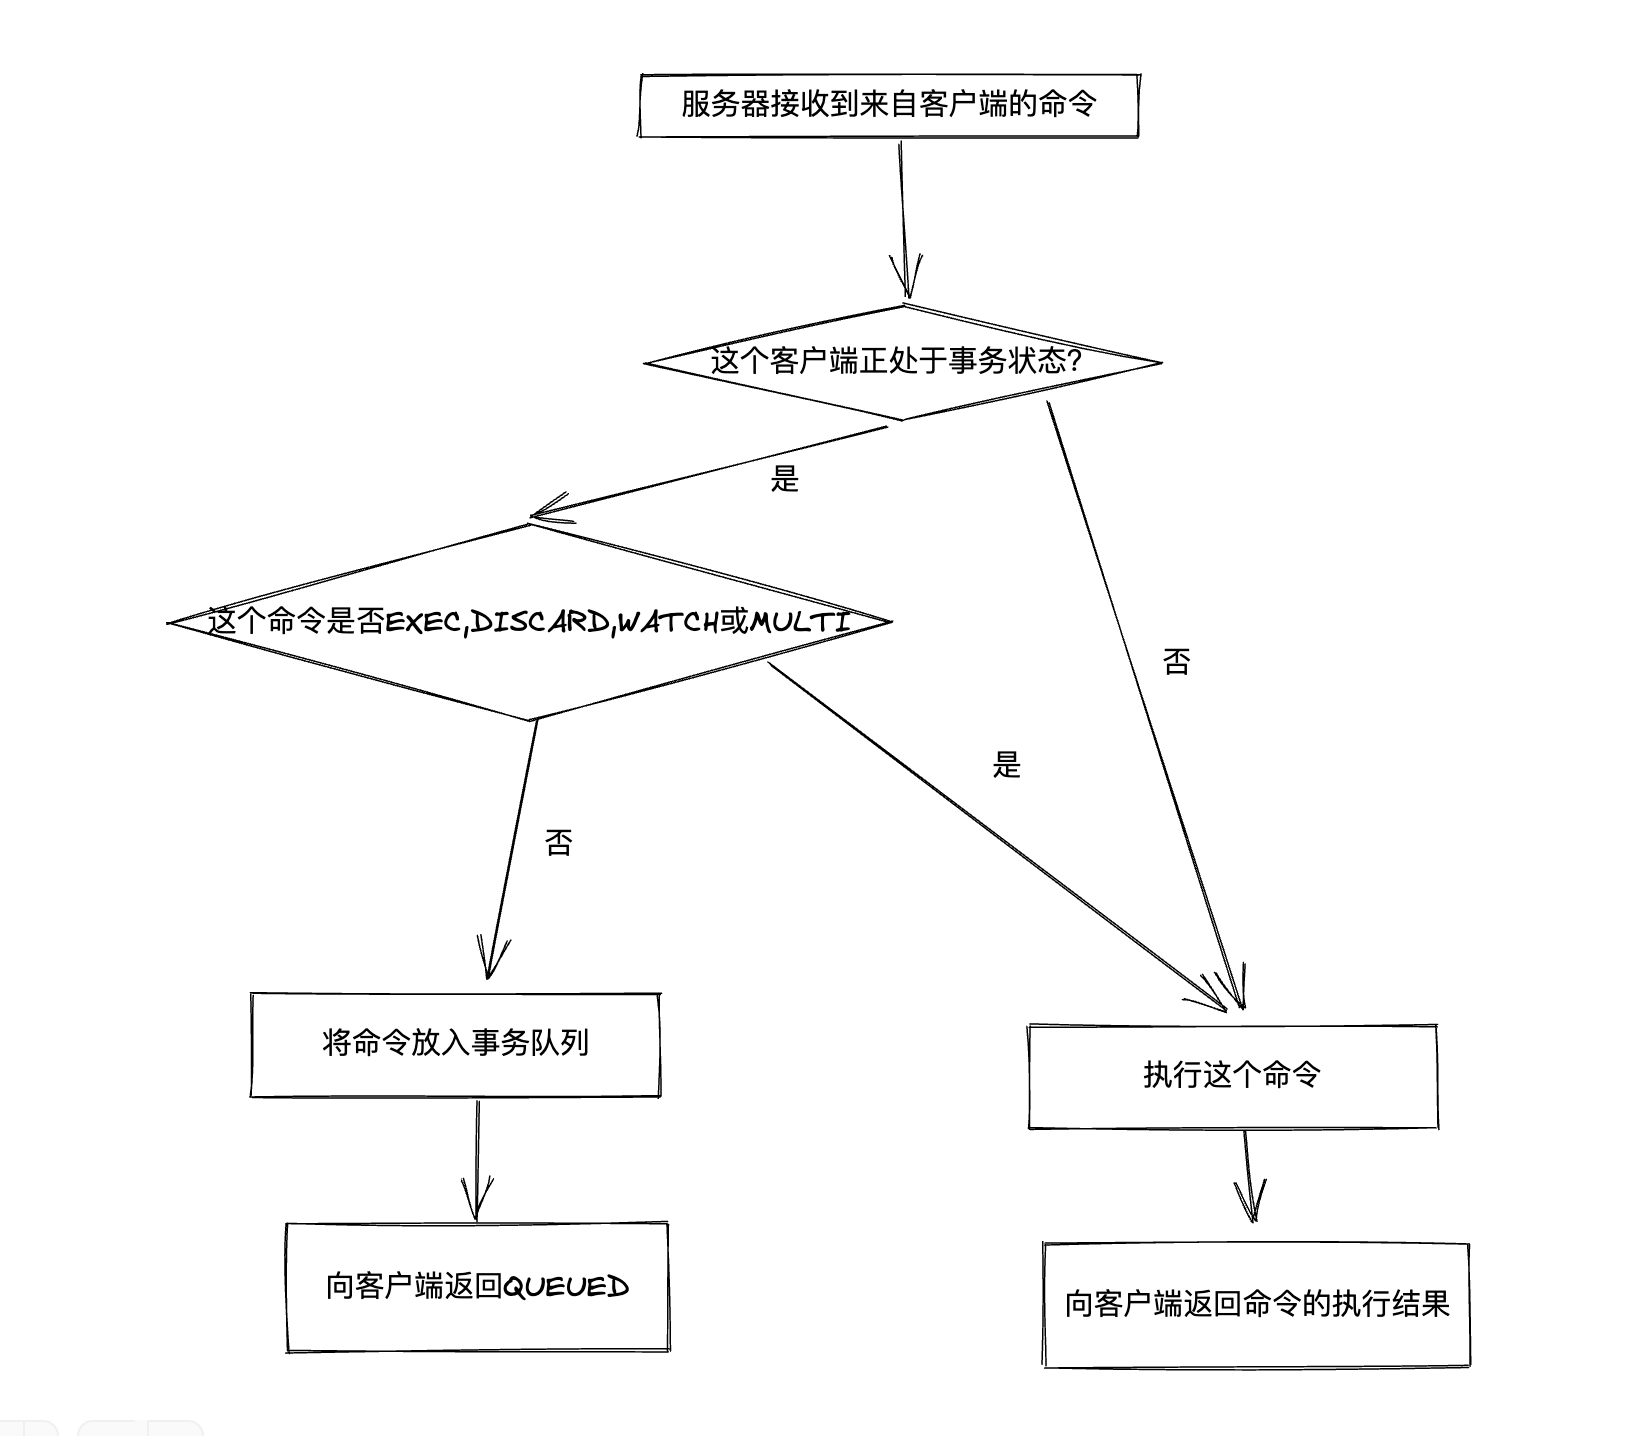 服务器接收到来自客户端的命令
这个客户端正处于事务状态?
是
这个命令是否EXEC,DISCARD,WATCH或MULTI
否
是
否
将命令放入事务队列
执行这个命令
向客户端返回QUEUED
向客户端返回命令的执行结果